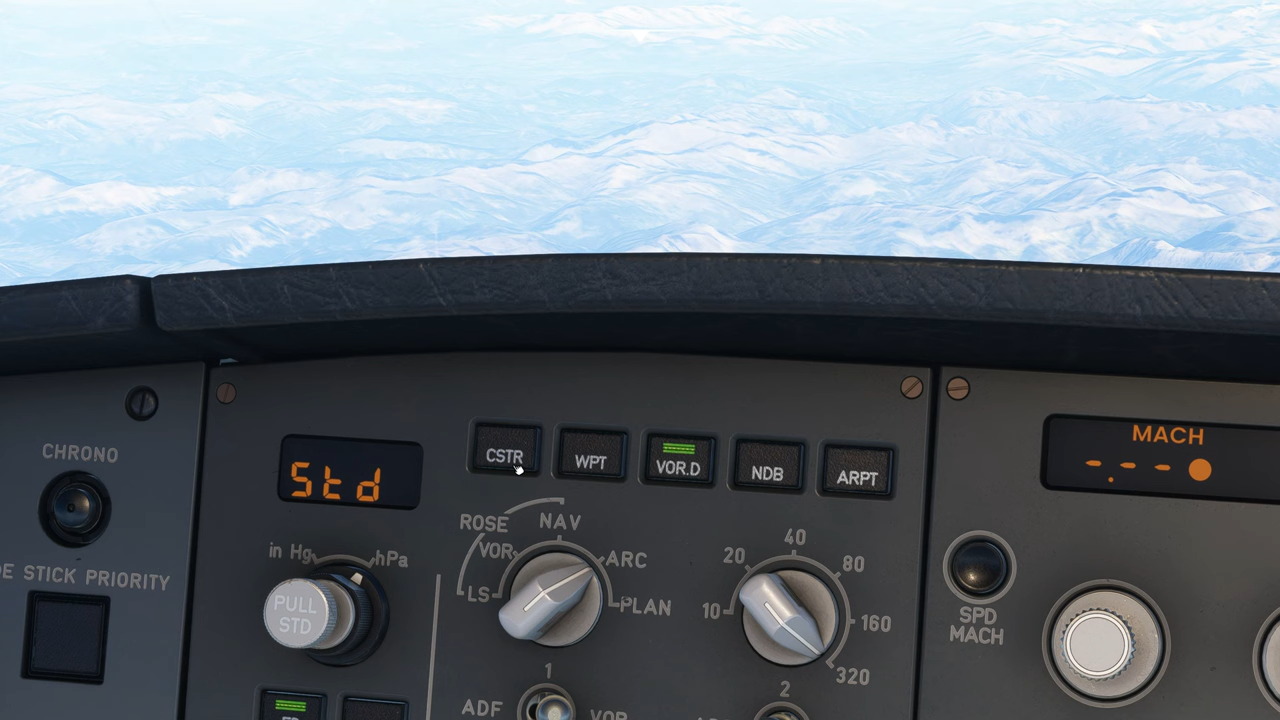 CHRONO
DE STICK PRIORITY
Std
in Hg
hPa
PULL
STD
CSTR
WPT
VOR.D
NDB
ARPT
ROSE
LS
VOR
NAV
ARC
PLAN
10
20
40
80
160
320
1
ADF
VOR
2
MACH
---
SPD
MACH